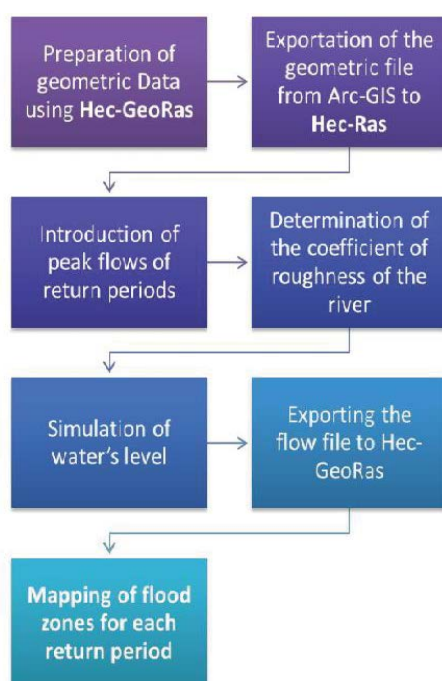 Preparation of
geometric Data
using Hec-GeoRas
Exportation of the
geometric file
from Arc-GIS to
Hec-Ras
Introduction of
peak flows of
return periods
Determination of
the coefficient of
roughness of the
river
Simulation of
water's level
Exporting the
flow file to Hec-
GeoRas
Mapping of flood
zones for each
return period